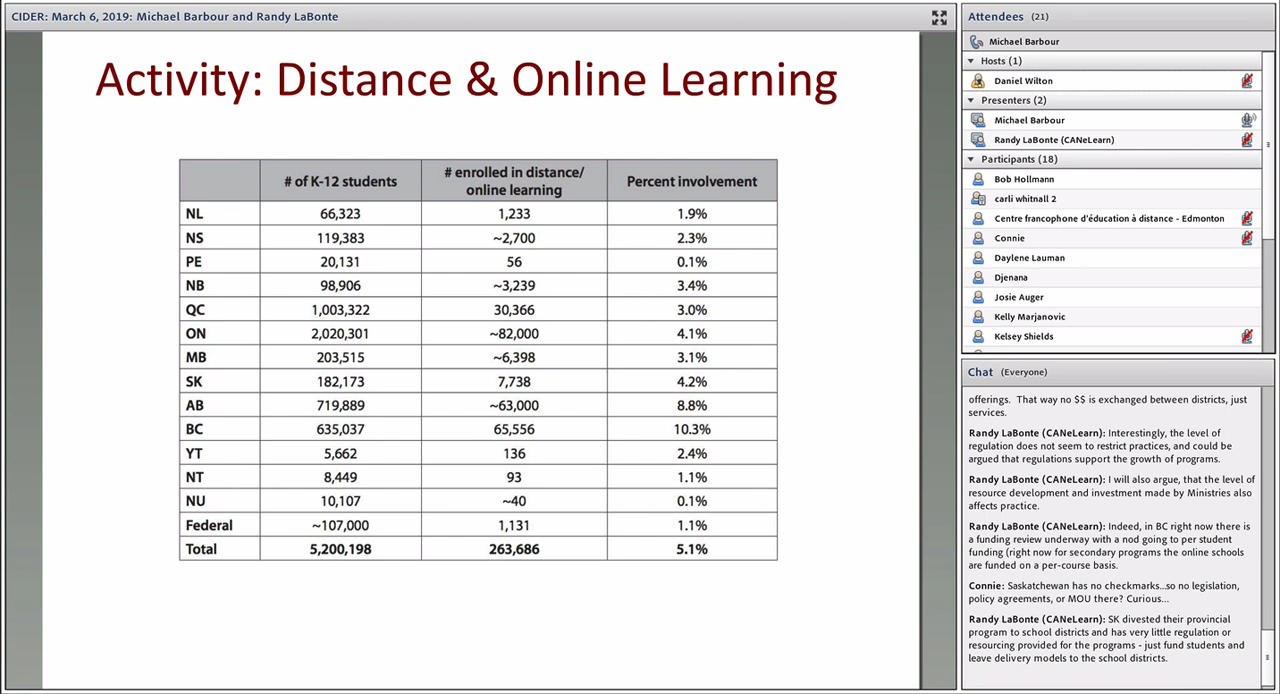 CIDER: March 6, 2019: Michael Barbour and Randy LaBonte
Activity: Distance & Online Learning
# of K-12 students # enrolled in distance/ online learning Percent involvement
NL 66,323 1,233 1.9%
NS 119,383 ~2,700 2.3%
PE 20,131 56 0.1%
NB 98,906 ~3,239 3.4%
QC 1,003,322 30,366 3.0%
ON 2,020,301 ~82,000 4.1%
MB 203,515 ~6,398 3.1%
SK 182,173 7,738 4.2%
AB 719,889 ~63,000 8.8%
BC 635,037 65,556 10.3%
YT 5,662 136 2.4%
NT 8,449 93 1.1%
NU 10,107 ~40 0.1%
Federal ~107,000 1,131 1.1%
Total 5,200,198 263,686 5.1%
Attendees (21)
Michael Barbour
Hosts (1)
Daniel Wilton
Presenters (2)
Michael Barbour
Randy LaBonte (CANeLearn)
Participants (18)
Bob Hollmann
carli whitnall 2
Centre francophone d'éducation à distance - Edmonton
Connie
Daylene Lauman
Djenana
Josie Auger
Kelly Marjanovic
Kelsey Shields
Chat (Everyone)
offerings. That way no $$ is exchanged between districts, just
services.
Randy LaBonte (CANeLearn): Interestingly, the level of
regulation does not seem to restrict practices, and could be
argued that regulations support the growth of programs.
Randy LaBonte (CANeLearn): I will also argue, that the level of
resource development and investment made by Ministries also
affects practice.
Randy LaBonte (CANeLearn): Indeed, in BC right now there is
a funding review underway with a nod going to per student
funding (right now for secondary programs the online schools
are funded on a per-course basis.
Connie: Saskatchewan has no checkmarks...so no legislation,
policy agreements, or MOU there? Curious...
Randy LaBonte (CANeLearn): SK divested their provincial
program to school districts and has very little regulation or
resourcing provided for the programs - just fund students and
leave delivery models to the school districts.